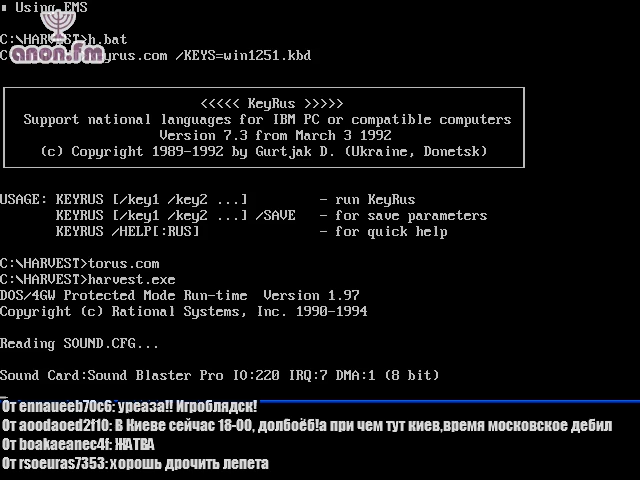 Using EMS
C:\HARVEST>h.bat
anon.fm
yrus.com /KEYS=win1251.kbd
<<<<< KeyRus >>>>>
Support national languages for IBM PC or compatible computers
Version 7.3 from March 3 1992
(c) Copyright 1989-1992 by Gurtjak D. (Ukraine, Donetsk)
USAGE: KEYRUS [/key1 /key2 ...] - run KeyRus
KEYRUS [/key1 /key2 ...] /SAVE - for save parameters
KEYRUS /HELP[:RUS] - for quick help
C:\HARVEST>torus.com
C:\HARVEST>harvest.exe
DOS/4GW Protected Mode Run-time Version 1.97
Copyright (c) Rational Systems, Inc. 1990-1994
Reading SOUND.CFG...
Sound Card:Sound Blaster Pro IO:220 IRQ:7 DMA:1 (8 bit)
От ennaueeb70c6: уреаза!! Игроблядск!
От aoodaoed2f10: В Киеве сейчас 18-00, долбоёб!а при чем тут киев,время московское дебил
От boakaeanec4f: ЖАТВА
От rsoeuras7353: хорошь дрочить лепета